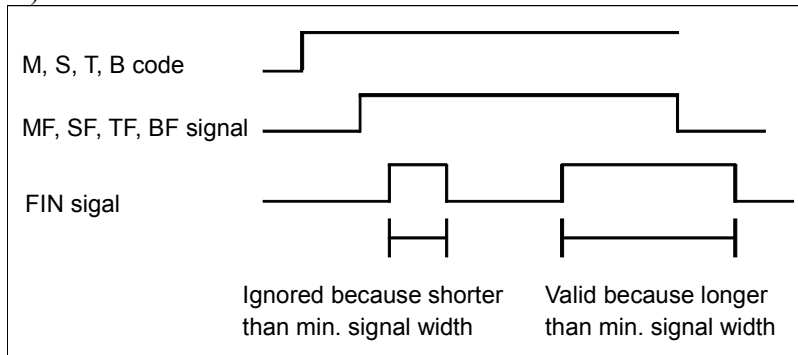 M, S, T, B code
MF, SF, TF, BF signal
FIN sigal
Ignored because shorter
than min. signal width
Valid because longer
than min. signal width